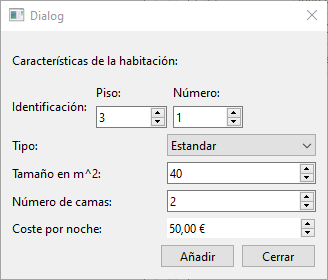 Dialog
Características de la habitación:
Piso: Número:
Identificación: 3 1
Tipo: Estandar
Tamaño en m^2: 40
Número de camas: 2
Coste por noche: 50,00 €
Añadir Cerrar